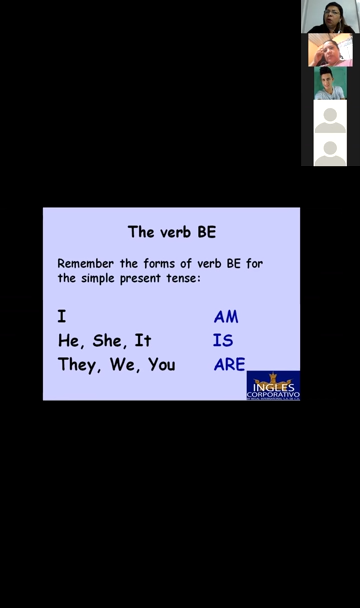 The verb BE
Remember the forms of verb BE for
the simple present tense:
I AM
He, She, It IS
They, We, You ARE
INGLES
CORPORATIVO